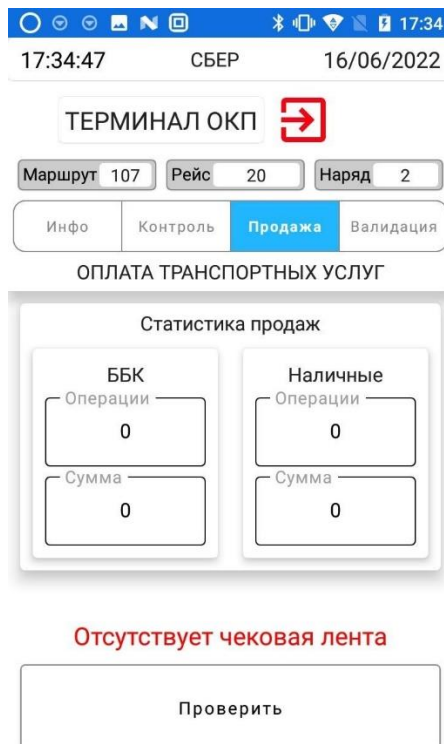 17:34
17:34:47 СБЕР 16/06/2022
ТЕРМИНАЛ ОКП
Маршрут 107 Рейс 20 Наряд 2
Инфо Контроль Продажа Валидация
ОПЛАТА ТРАНСПОРТНЫХ УСЛУГ
Статистика продаж
ББК Наличные
Операции Операции
0 0
Сумма Сумма
0 0
Отсутствует чековая лента
Проверить